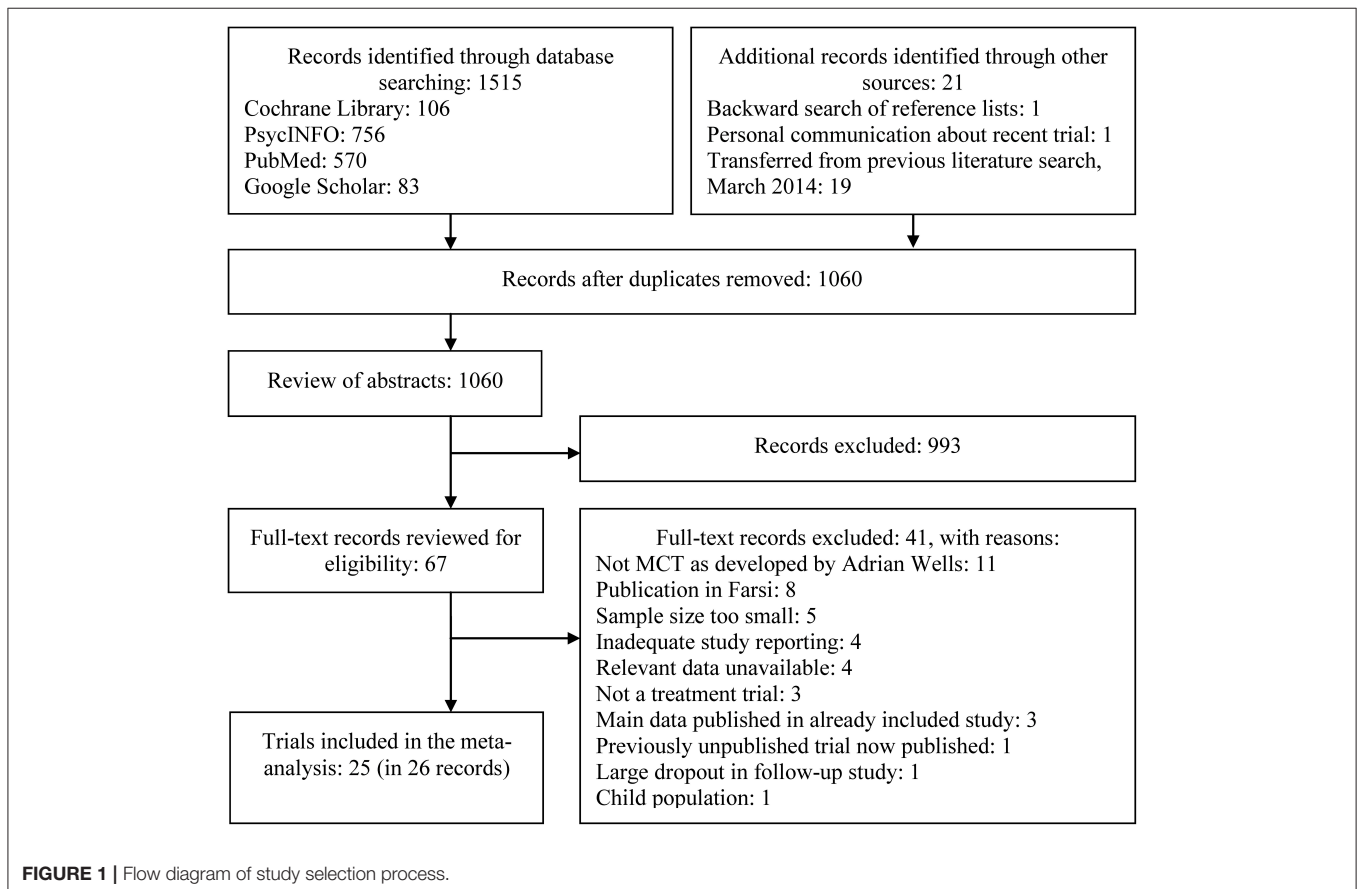 Records identified through database
searching: 1515
Cochrane Library: 106
PsycINFO: 756
PubMed: 570
Google Scholar: 83
Additional records identified through other
sources: 21
Backward search of reference lists: 1
Personal communication about recent trial: 1
Transferred from previous literature search,
March 2014: 19
Records after duplicates removed: 1060
Review of abstracts: 1060
Records excluded: 993
Full-text records reviewed for
eligibility: 67
Full-text records excluded: 41, with reasons:
Not MCT as developed by Adrian Wells: 11
Publication in Farsi: 8
Sample size too small: 5
Inadequate study reporting: 4
Relevant data unavailable: 4
Not a treatment trial: 3
Main data published in already included study: 3
Previously unpublished trial now published: 1
Large dropout in follow-up study: 1
Child population: 1
Trials included in the meta-
analysis: 25 (in 26 records)
FIGURE 1 | Flow diagram of study selection process.